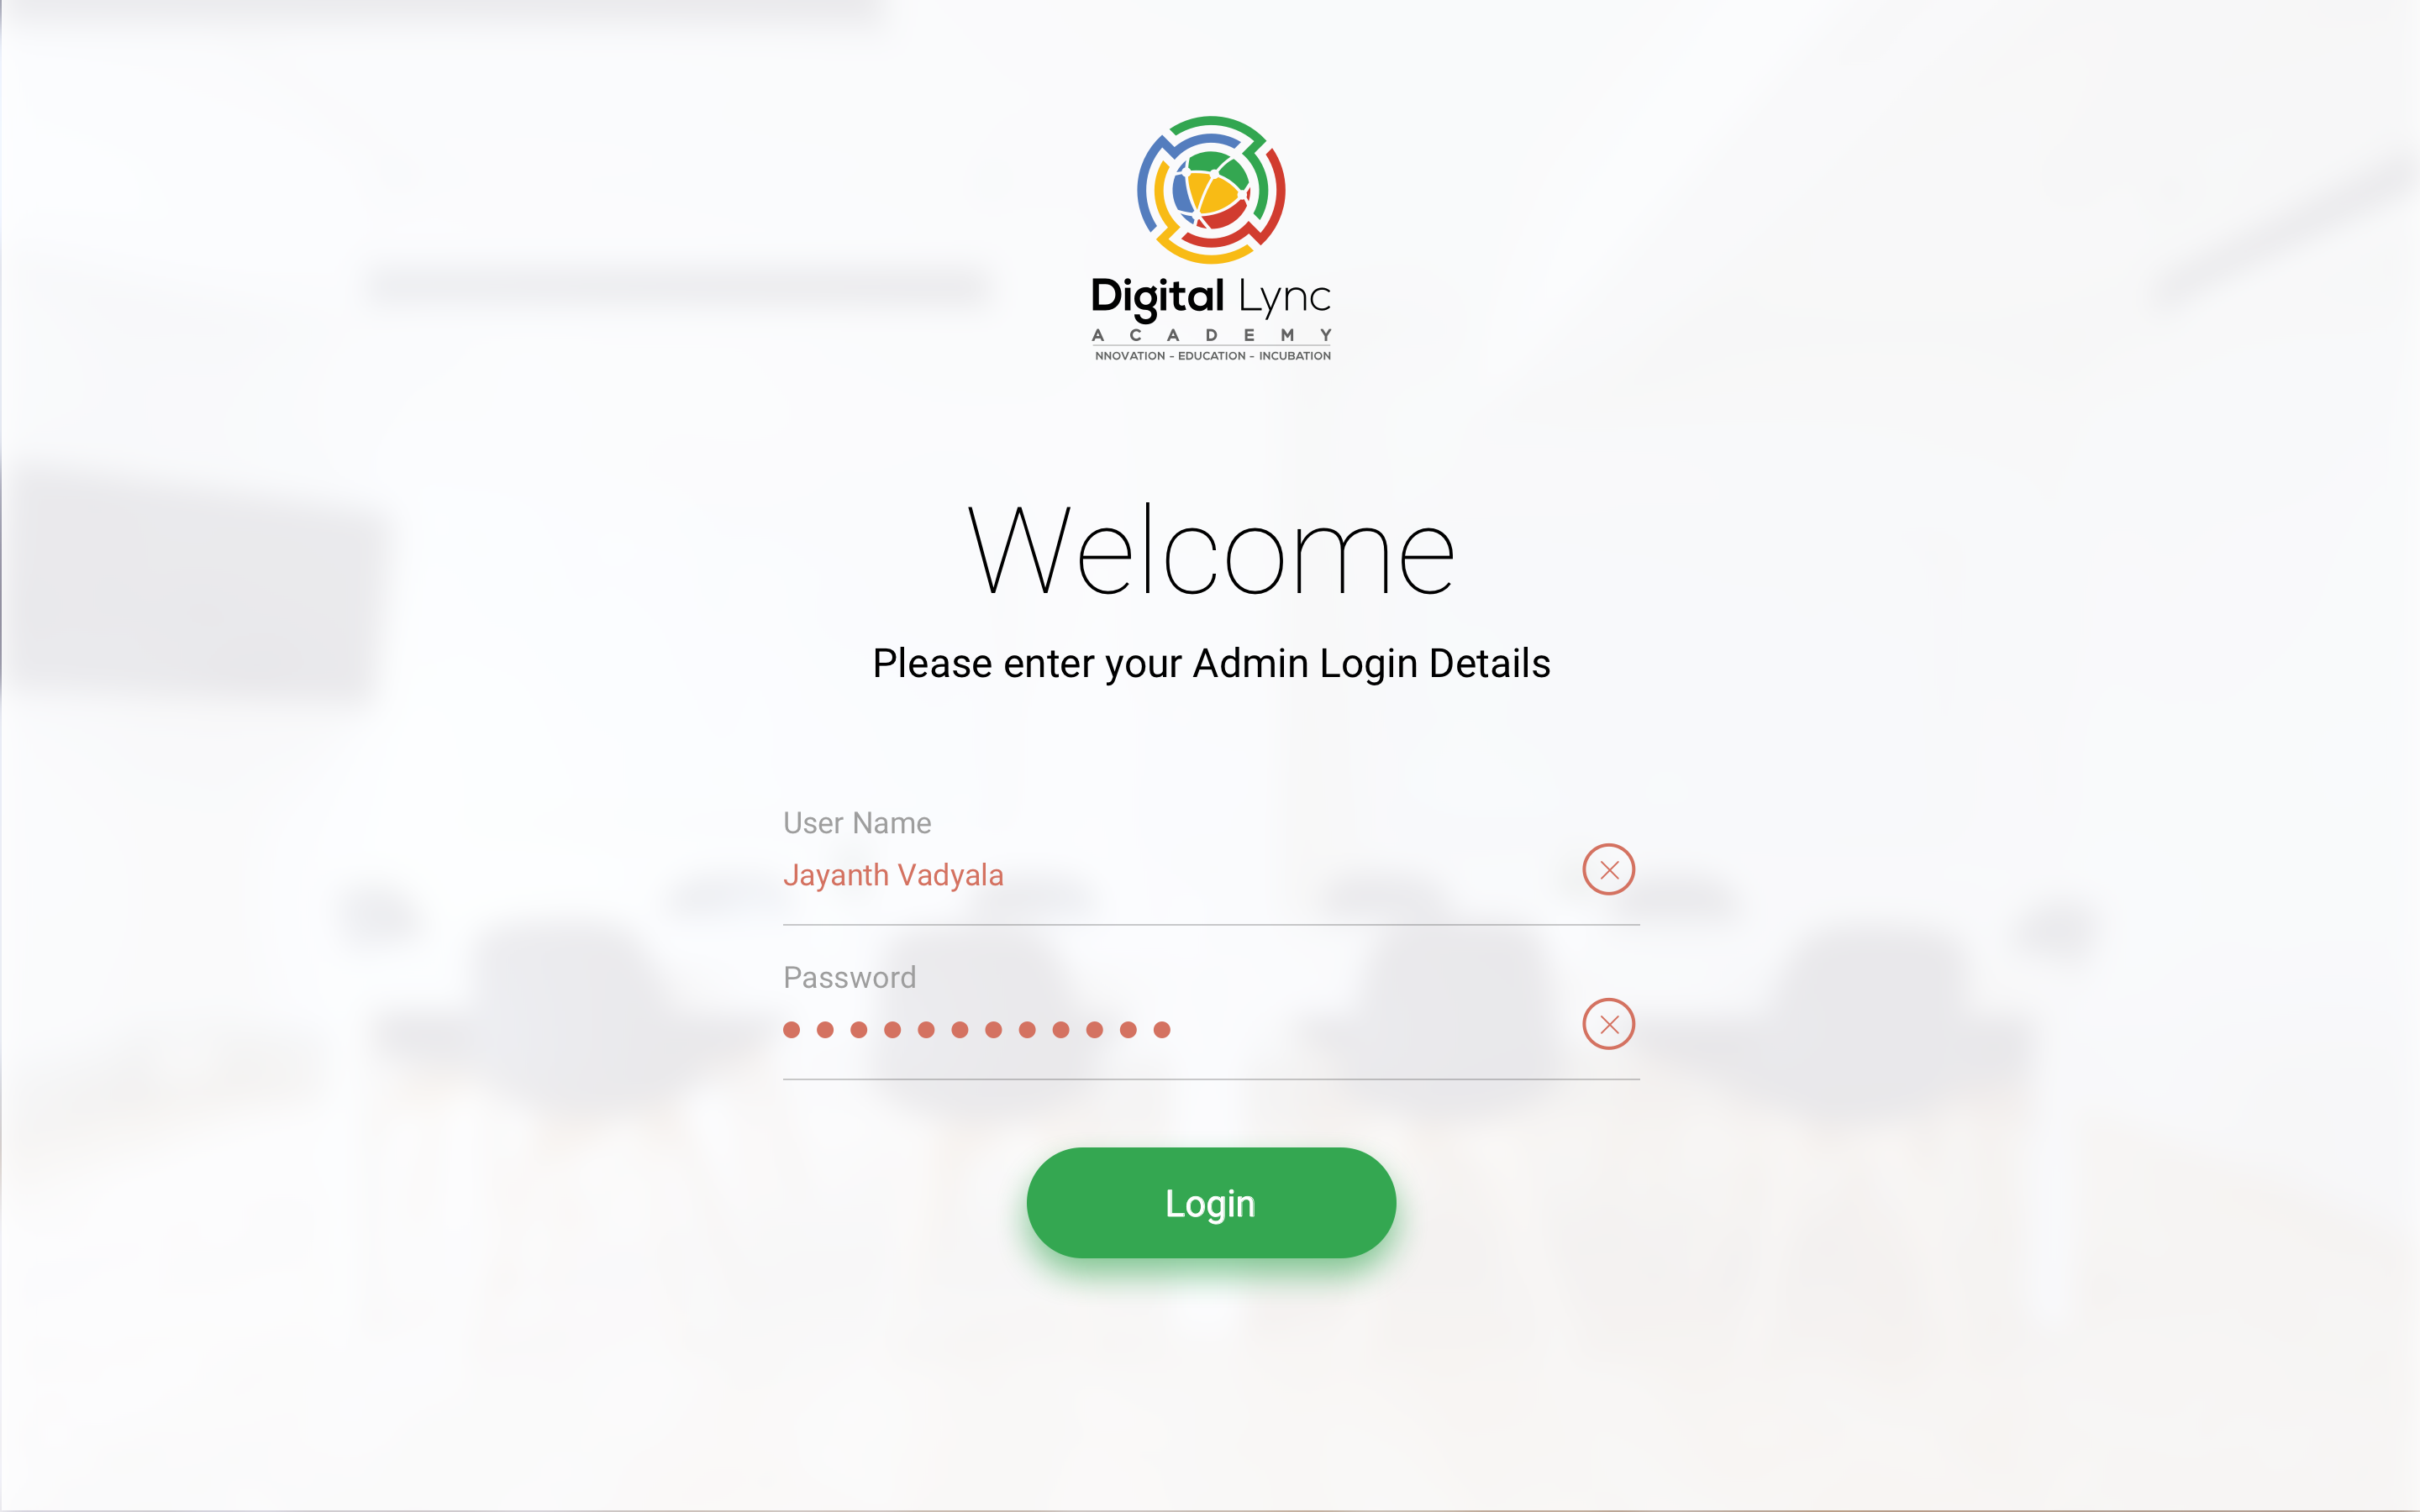 Digital Lync
ACADEMY
NNOVATION - EDUCATION - INCUBATION
Welcome
Please enter your Admin Login Details
User Name
Jayanth Vadyala
Password
Login